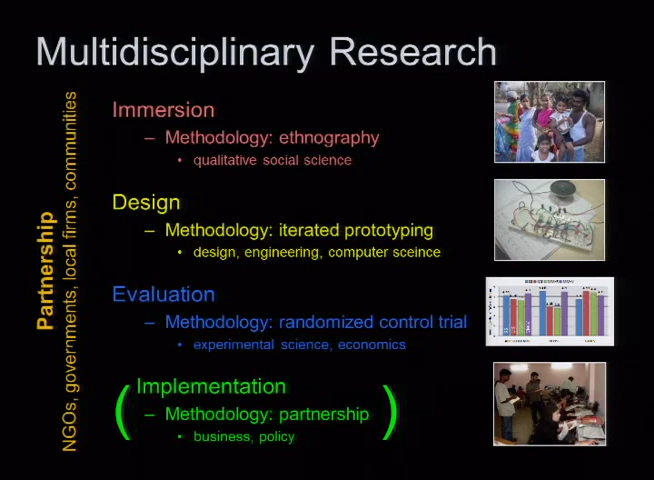 Multidisciplinary Research
Partnership
NGOs, governments, local firms, communities
Immersion
– Methodology: ethnography
• qualitative social science
Design
– Methodology: iterated prototyping
• design, engineering, computer sceince
Evaluation
– Methodology: randomized control trial
• experimental science, economics
( Implementation )
– Methodology: partnership
• business, policy